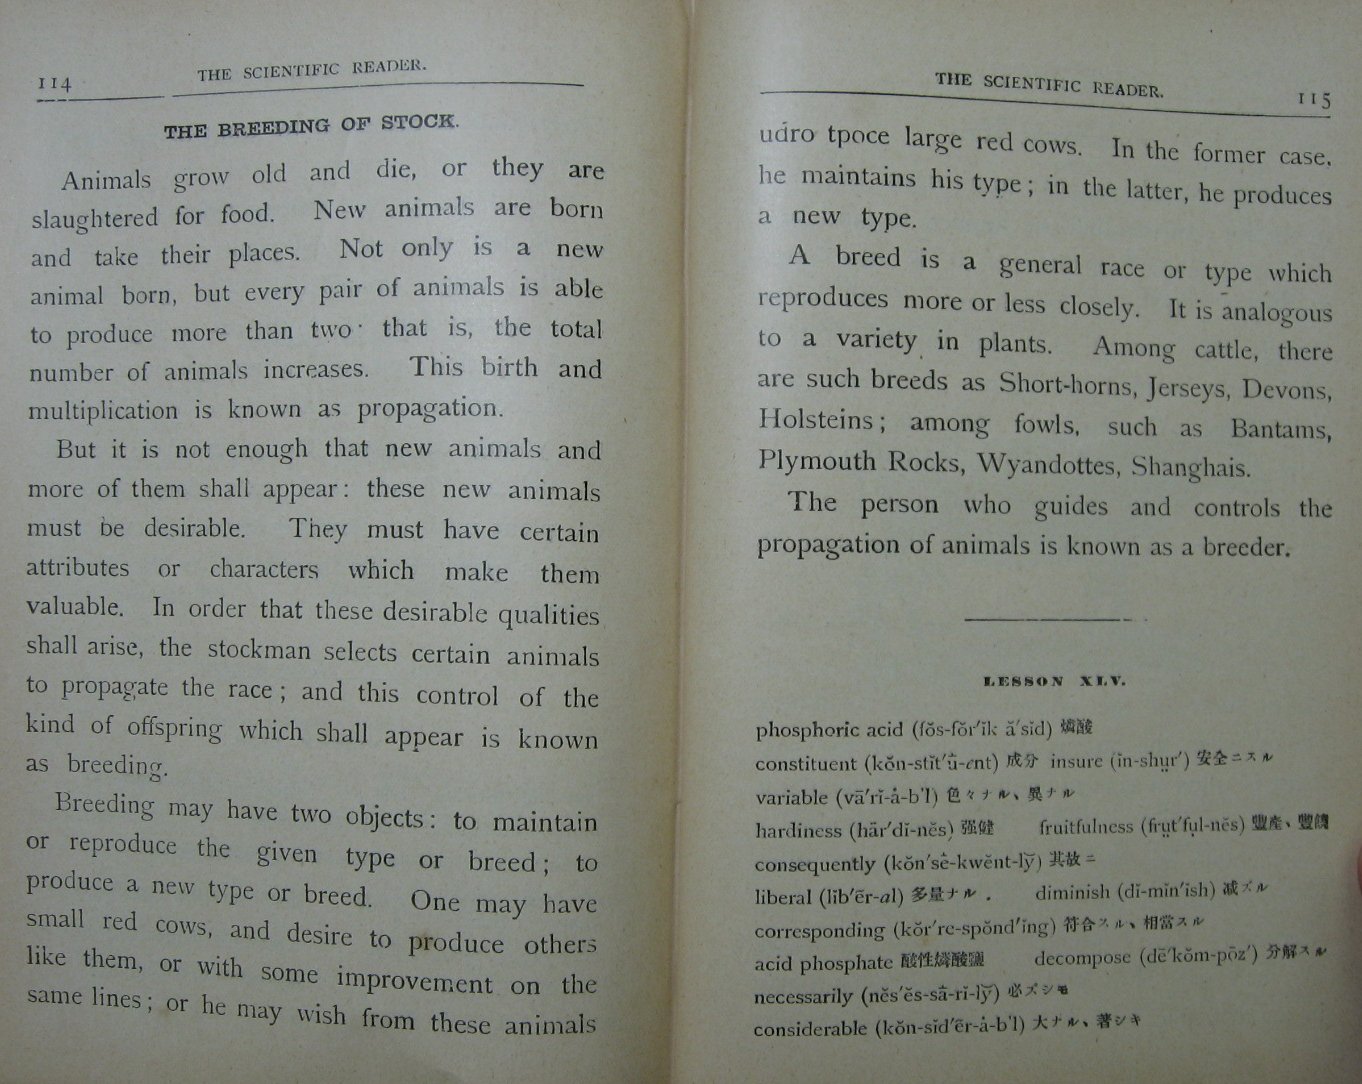 114
THE SCIENTIFIC READER.
THE BREEDING OF STOCK.
Animals grow old and die, or they are
slaughtered for food. New animals are born
and take their places. Not only is a new
animal born, but every pair of animals is able
to produce more than two· that is, the total
number of animals increases. This birth and
multiplication is known as propagation.
But it is not enough that new animals and
more of them shall appear: these new animals
must be desirable. They must have certain
attributes or characters which make them
valuable. In order that these desirable qualities
shall arise, the stockman selects certain animals
to propagate the race; and this control of the
kind of offspring which shall appear is known
as breeding.
Breeding may have two objects: to maintain
or reproduce the given type or breed; to
produce a new type or breed. One may have
small red cows, and desire to produce others
like them, or with some improvement on the
same lines; or he may wish from these animals
THE SCIENTIFIC READER.
115
udro tpoce large red cows. In the former case,
he maintains his type; in the latter, he produces
a new type.
A breed is a general race or type which
reproduces more or less closely. It is analogous
to a variety in plants. Among cattle, there
are such breeds as Short-horns, Jerseys, Devons,
Holsteins; among fowls, such as Bantams,
Plymouth Rocks, Wyandottes, Shanghais.
The person who guides and controls the
propagation of animals is known as a breeder.
LESSON XLV.
phosphoric acid (fŏs-fŏr′ĭk ă′sĭd) 燐酸
constituent (kŏn-stĭt′û-ent) 成分 insure (ĭn-shụr′) 安全ニスル
variable (vā′rĭ-ȧ-b'l) 色々ナル、異ナル
hardiness (här′dĭ-nĕs) 强健 fruitfulness (frụt′fụl-nĕs) 豐產、豐饒
consequently (kŏn′sê-kwĕnt-lў) 其故ニ
liberal (lĭb′ẽr-al) 多量ナル. diminish (dĭ-mĭn′ĭsh) 减ズル
corresponding (kŏr′re-spŏnd′ĭng) 符合スル、相當スル
acid phosphate 酸性燐酸鹽 decompose (dē′kŏm-pōz′) 分解スル
necessarily (nĕs′ĕs-sâ-rĭ-lў) 必ズシモ
considerable (kŏn-sĭd′ẽr-ȧ-b'l) 大ナル、著シキ